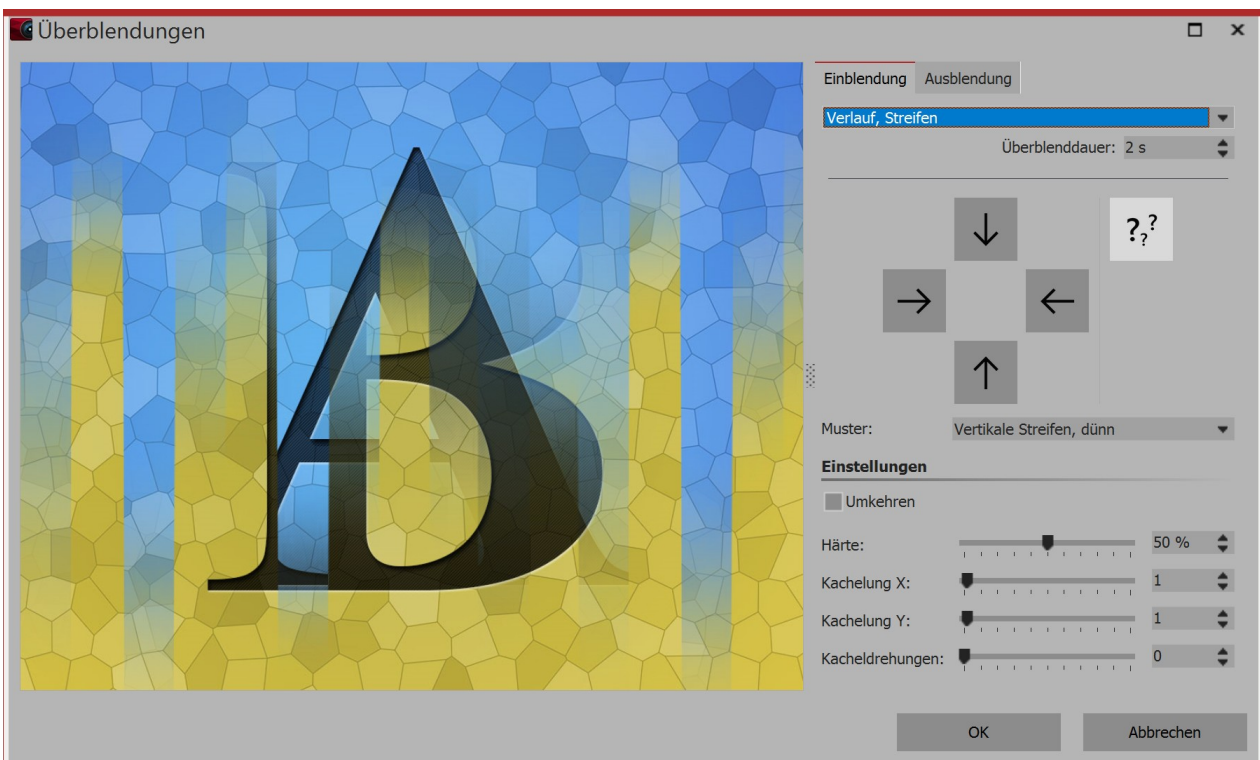 Überblendungen
Einblendung Ausblendung
Verlauf, Streifen
Überblenddauer: 2 s
???
Muster: Vertikale Streifen, dünn
Einstellungen
Umkehren
Härte: 50 %
Kachelung X: 1
Kachelung Y: 1
Kacheldrehungen: 0
OK Abbrechen
A
B